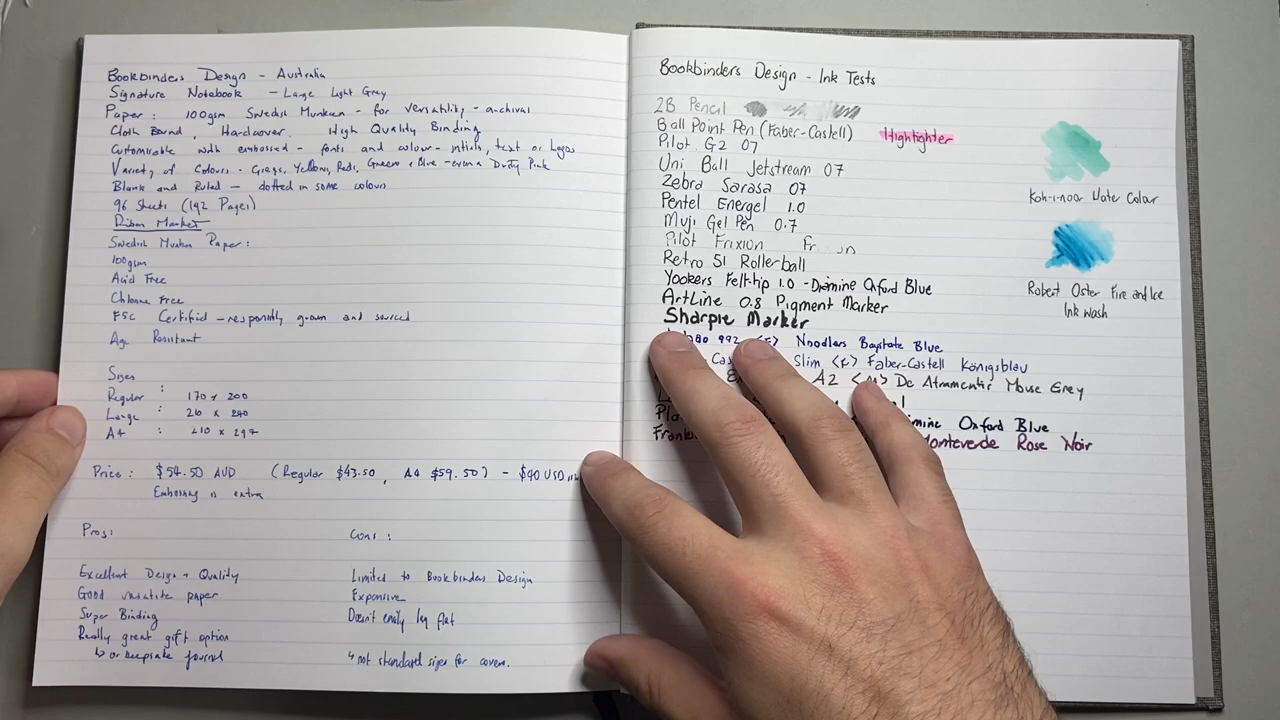 Bookbinders Design - Australia
Signature Notebook - Large Light Grey
Paper: 100gsm Swedish Munken - for versatility - archival
Cloth Bound, Hardcover. High Quality Binding
Customisable with embossed - fonts and colour - initials, text or logos
Variety of Colours - Greys, Yellows, Reds, Greens & Blue - even a Dusty Pink
Blank and Ruled - dotted in some colours
96 Sheets (192 Pages)
Ribbon Marker
Swedish Munken Paper:
100gsm
Acid Free
Chlorine Free
FSC Certified - responsibly grown and sourced
Age Resistant
Sizes
Regular : 170 x 200
Large : 210 x 240
A4 : 210 x 297
Price: $54.50 AUD (Regular $43.50, A4 $59.50) - $40 USD
Embossing is extra
Pros:
Excellent Design + Quality
Good versatile paper
Super Binding
Really great gift option
↳ or keepsake journal
Cons:
Limited to Bookbinders Design
Expensive
Doesn't easily lay flat
↳ not standard sizes for covers.
Bookbinders Design - Ink Tests
2B Pencil
Ball Point Pen (Faber-Castell)
Highlighter
Pilot G2 07
Uni Ball Jetstream 07
Zebra Sarasa 07
Pentel Energel 1.0
Muji Gel Pen 0.7
Pilot Frixion Fr on
Retro 51 Rollerball
Yookers Felt-tip 1.0 - Diamine Oxford Blue
ArtLine 0.8 Pigment Marker
Sharpie Marker
992 <F> Noodlers Baystate Blue
Slim <F> Faber-Castell Königsblau
A2 <M> De Atramentis Mouse Grey
Oxford Blue
Monteverde Rose Noir
Koh-i-noor Water Colour
Robert Oster Fire and Ice
Ink Wash